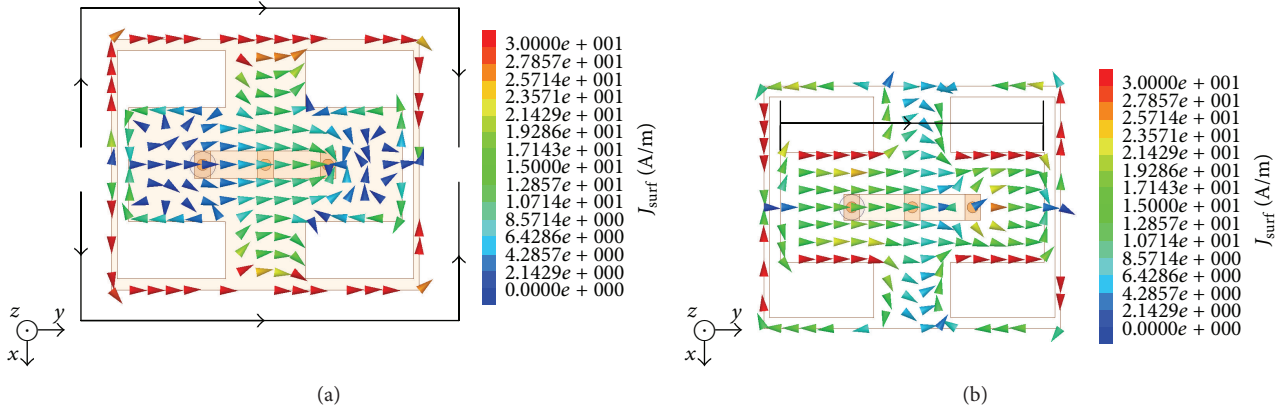 3.0000e + 001
2.7857e + 001
2.5714e + 001
2.3571e + 001
2.1429e + 001
1.9286e + 001
1.7143e + 001
1.5000e + 001
1.2857e + 001
1.0714e + 001
8.5714e + 000
6.4286e + 000
4.2857e + 000
2.1429e + 000
0.0000e + 000
J_surf (A/m)
z
y
x
(a)
3.0000e + 001
2.7857e + 001
2.5714e + 001
2.3571e + 001
2.1429e + 001
1.9286e + 001
1.7143e + 001
1.5000e + 001
1.2857e + 001
1.0714e + 001
8.5714e + 000
6.4286e + 000
4.2857e + 000
2.1429e + 000
0.0000e + 000
J_surf (A/m)
z
y
x
(b)